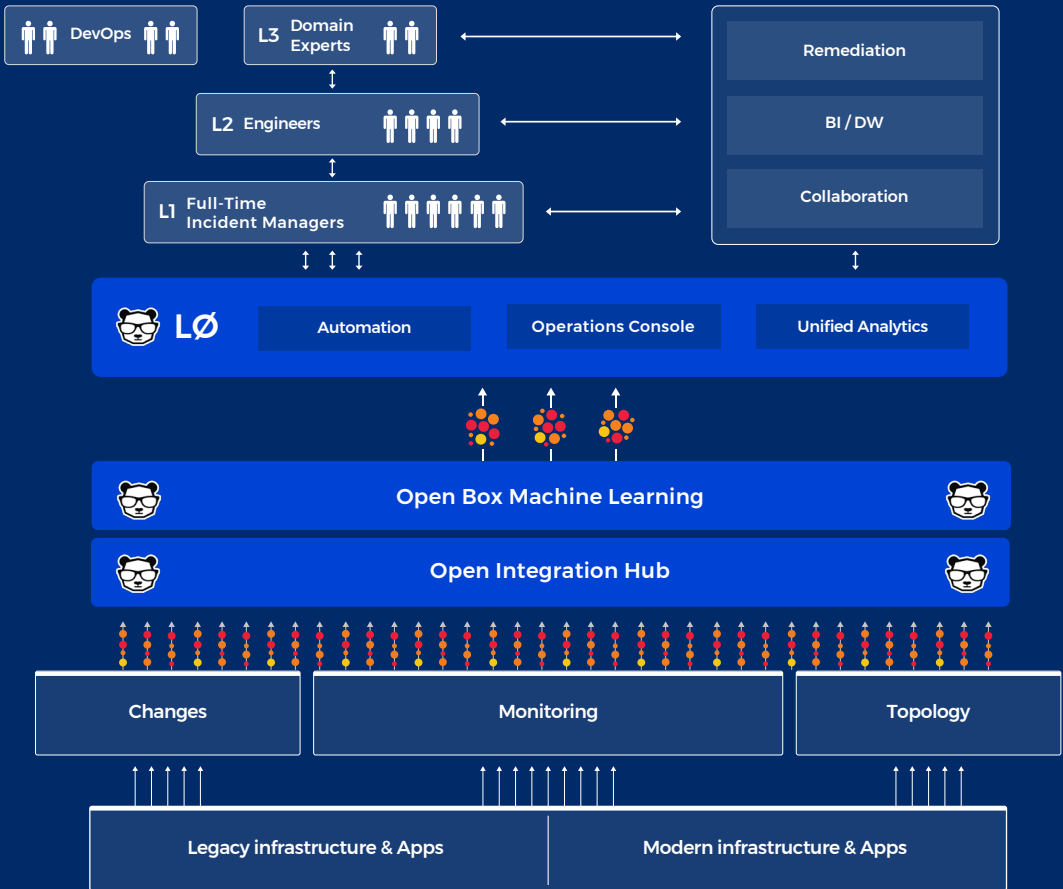 DevOps
L3 Domain
Experts
Remediation
L2 Engineers
BI / DW
L1 Full-Time
Incident Managers
Collaboration
LØ
Automation
Operations Console
Unified Analytics
Open Box Machine Learning
Open Integration Hub
Changes
Monitoring
Topology
Legacy infrastructure & Apps
Modern infrastructure & Apps